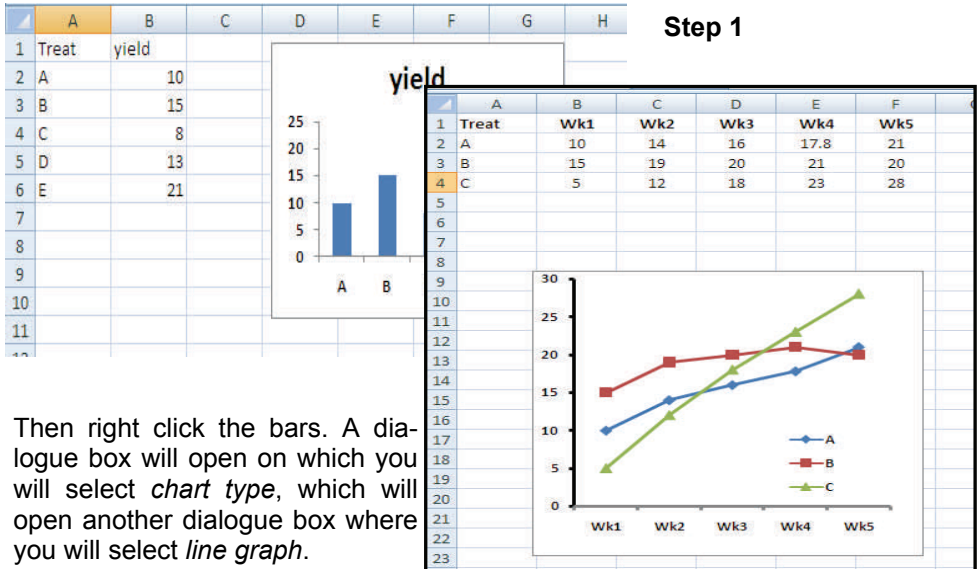 Step 1
A B C D E F G H
1 Treat yield
2 A 10
3 B 15
4 C 8
5 D 13
6 E 21
7
8
9
10
11
yield
25
20
15
10
5
0
A B
A B C D E F
1 Treat Wk1 Wk2 Wk3 Wk4 Wk5
2 A 10 14 16 17.8 21
3 B 15 19 20 21 20
4 C 5 12 18 23 28
5
6
7
8
9
10
11
12
13
14
15
16
17
18
19
20
21
22
23
30
25
20
15
10
5
0
A
B
C
Wk1 Wk2 Wk3 Wk4 Wk5
Then right click the bars. A dia-
logue box will open on which you
will select chart type, which will
open another dialogue box where
you will select line graph.